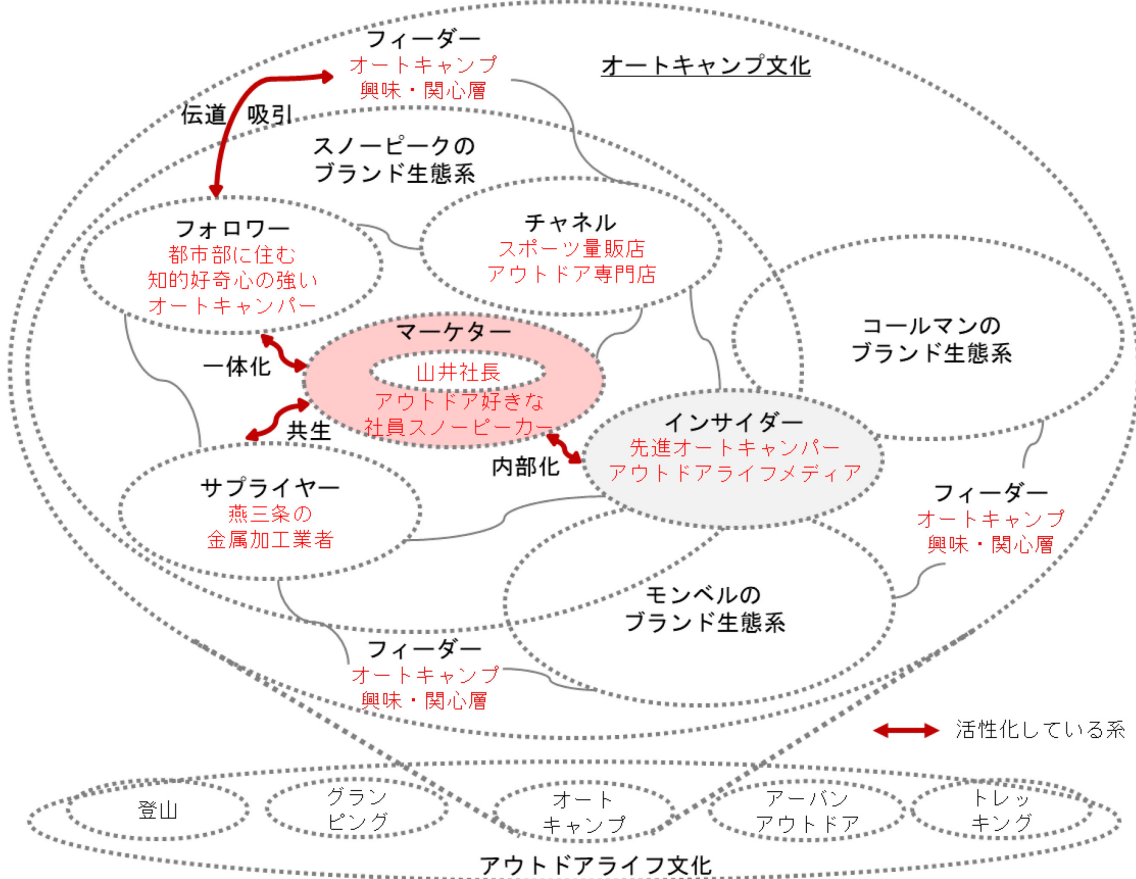 フィーダー
オートキャンプ
興味・関心層
オートキャンプ文化
伝道 吸引
スノーピークの
ブランド生態系
フォロワー
都市部に住む
知的好奇心の強い
オートキャンパー
チャネル
スポーツ量販店
アウトドア専門店
コールマンの
ブランド生態系
マーケター
山井社長
アウトドア好きな
社員スノーピーカー
一体化
共生
内部化
インサイダー
先進オートキャンパー
アウトドアライフメディア
サプライヤー
燕三条の
金属加工業者
フィーダー
オートキャンプ
興味・関心層
モンベルの
ブランド生態系
フィーダー
オートキャンプ
興味・関心層
活性化している系
登山
グラン
ピング
オート
キャンプ
アーバン
アウトドア
トレッ
キング
アウトドアライフ文化